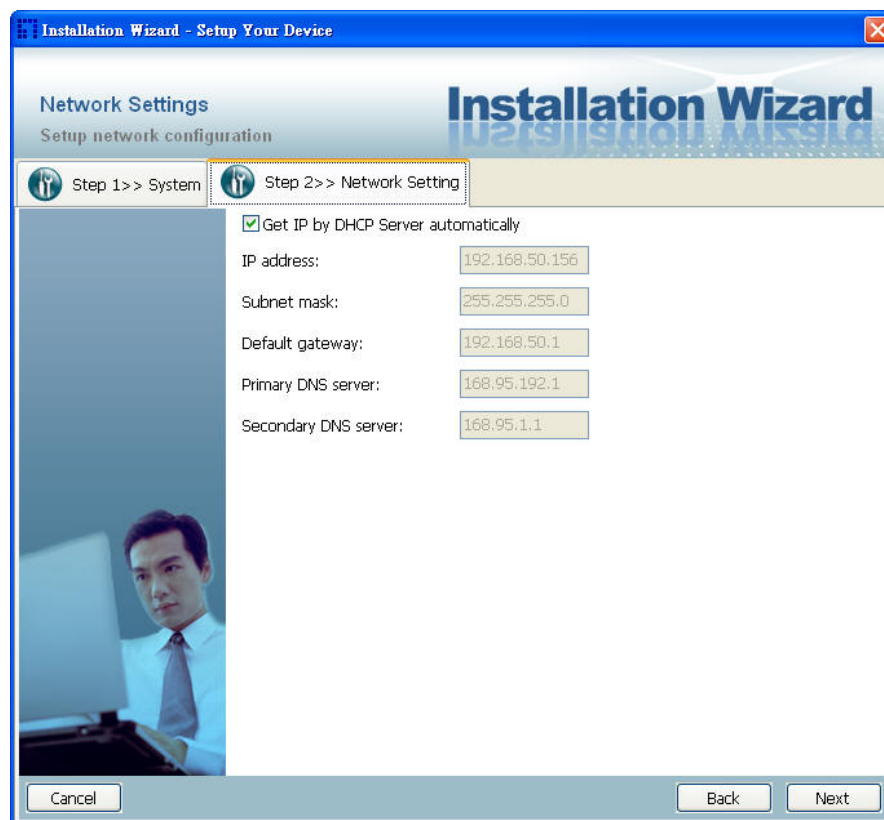 Installation Wizard - Setup Your Device
Network Settings
Setup network configuration
Installation Wizard
Step 1>> System
Step 2>> Network Setting
Get IP by DHCP Server automatically
IP address: 192.168.50.156
Subnet mask: 255.255.255.0
Default gateway: 192.168.50.1
Primary DNS server: 168.95.192.1
Secondary DNS server: 168.95.1.1
Cancel
Back
Next